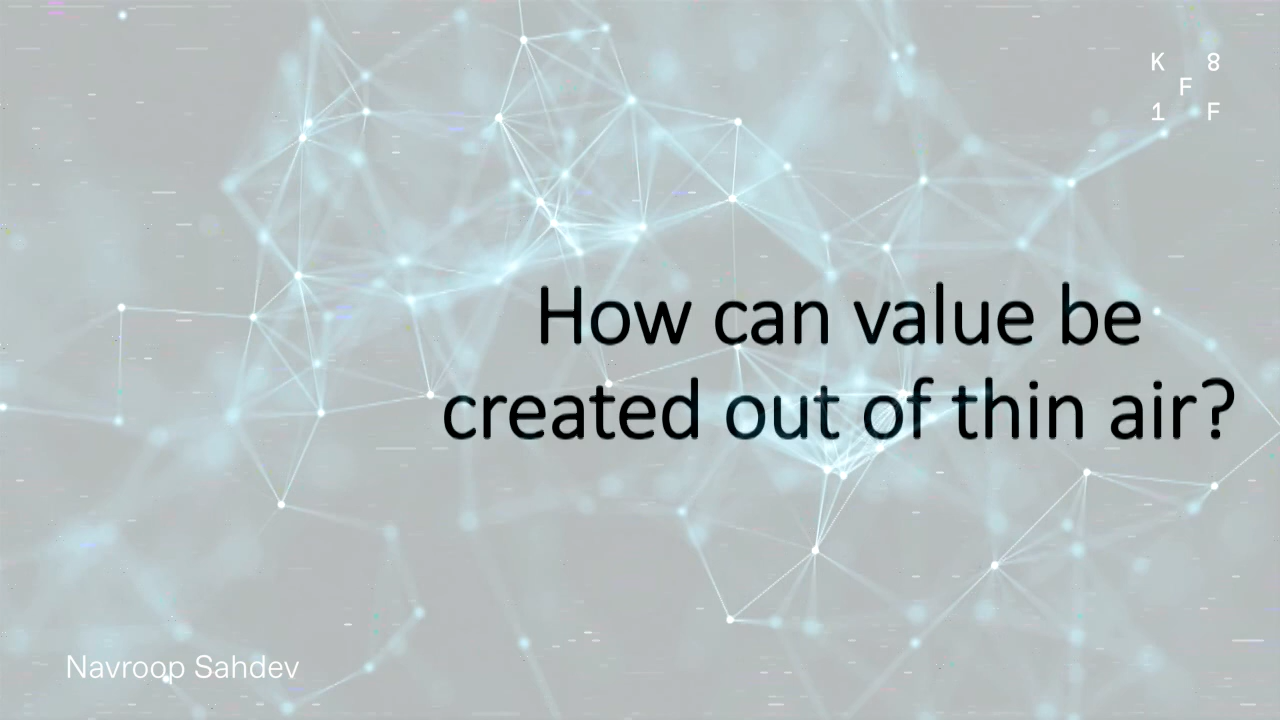 K 8
F
1 F
How can value be
created out of thin air?
Navroop Sahdev